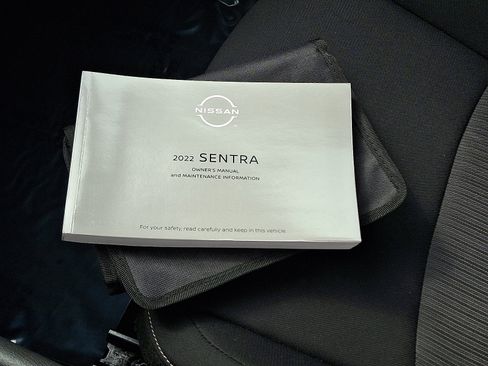 NISSAN
2022 SENTRA
OWNER'S MANUAL
and MAINTENANCE INFORMATION
For your safety, read carefully and keep in this vehicle.